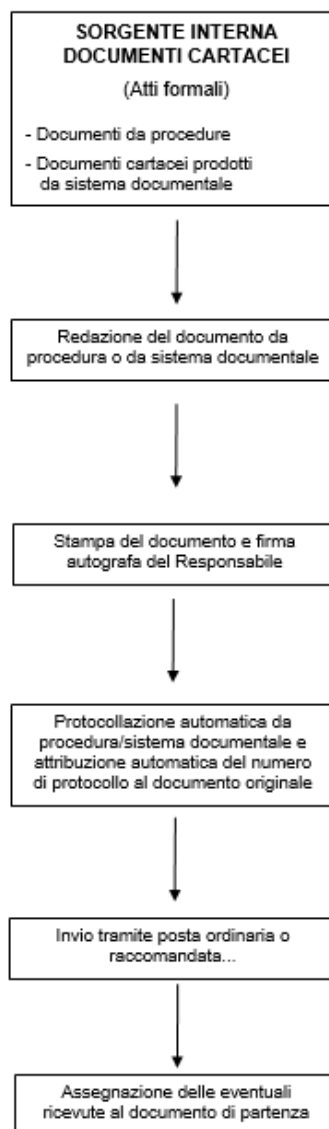 SORGENTE INTERNA
DOCUMENTI CARTACEI
(Atti formali)
- Documenti da procedure
- Documenti cartacei prodotti
da sistema documentale
Redazione del documento da
procedura o da sistema documentale
Stampa del documento e firma
autografa del Responsabile
Protocollazione automatica da
procedura/sistema documentale e
attribuzione automatica del numero
di protocollo al documento originale
Invio tramite posta ordinaria o
raccomandata...
Assegnazione delle eventuali
ricevute al documento di partenza